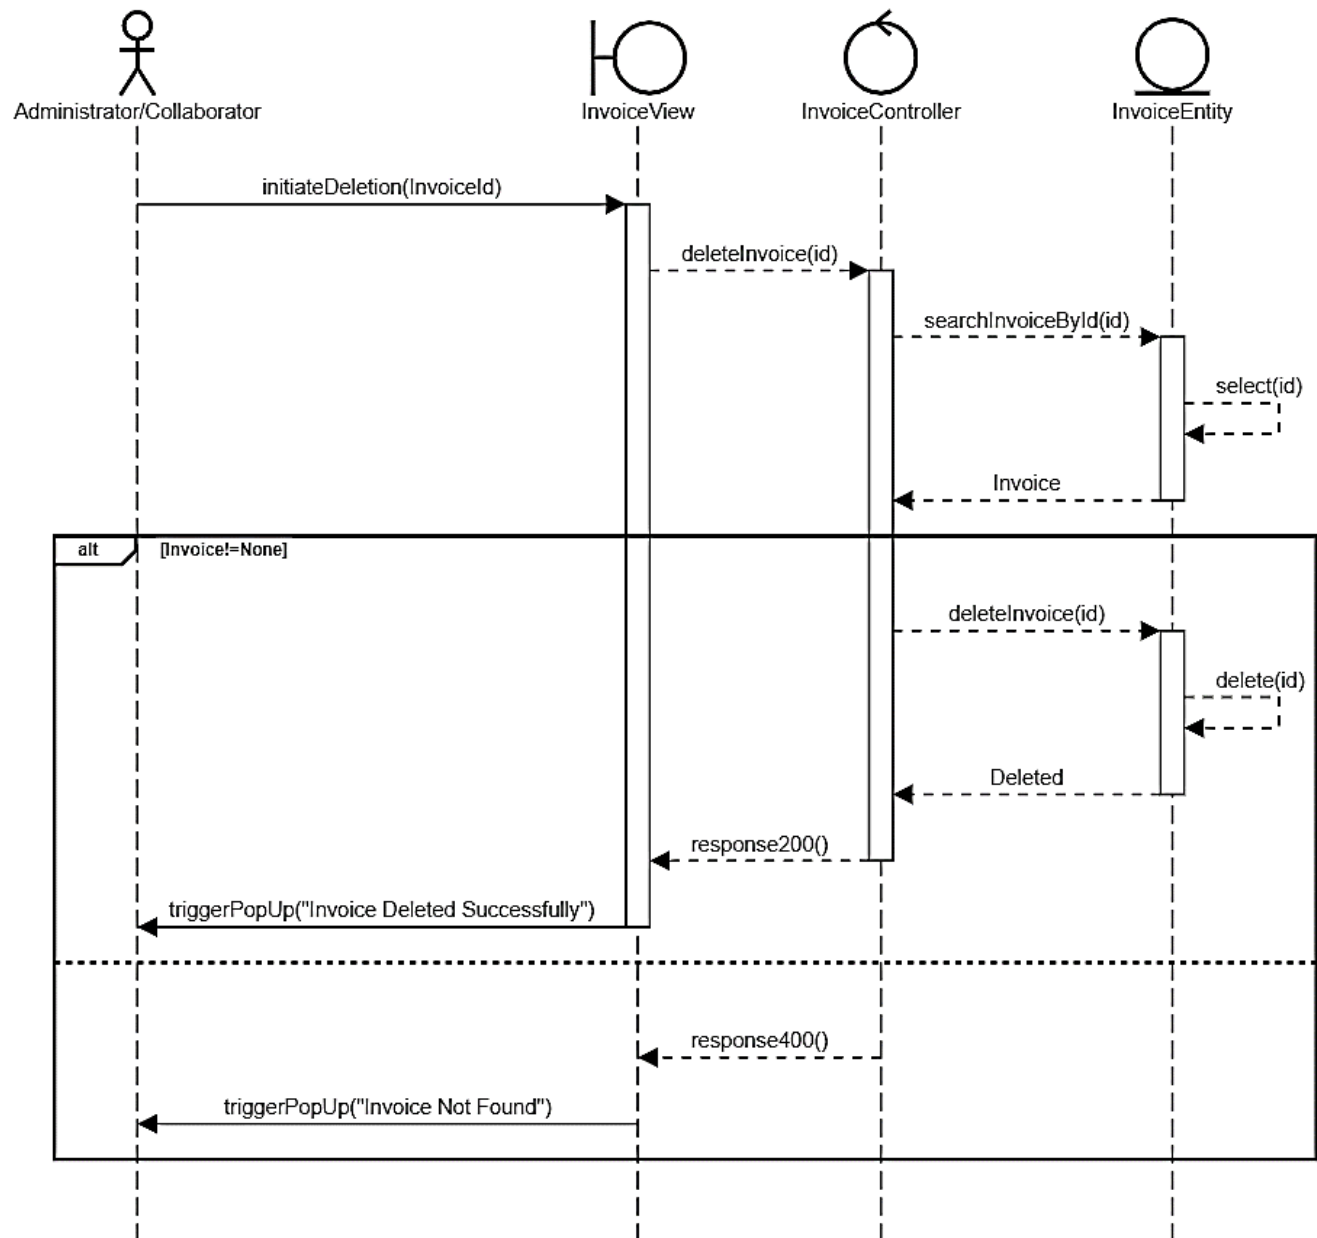 Administrator/Collaborator
InvoiceView
InvoiceController
InvoiceEntity
initiateDeletion(InvoiceId)
deleteInvoice(id)
searchInvoiceById(id)
select(id)
Invoice
alt
[Invoice!=None]
deleteInvoice(id)
delete(id)
Deleted
response200()
triggerPopUp("Invoice Deleted Successfully")
response400()
triggerPopUp("Invoice Not Found")